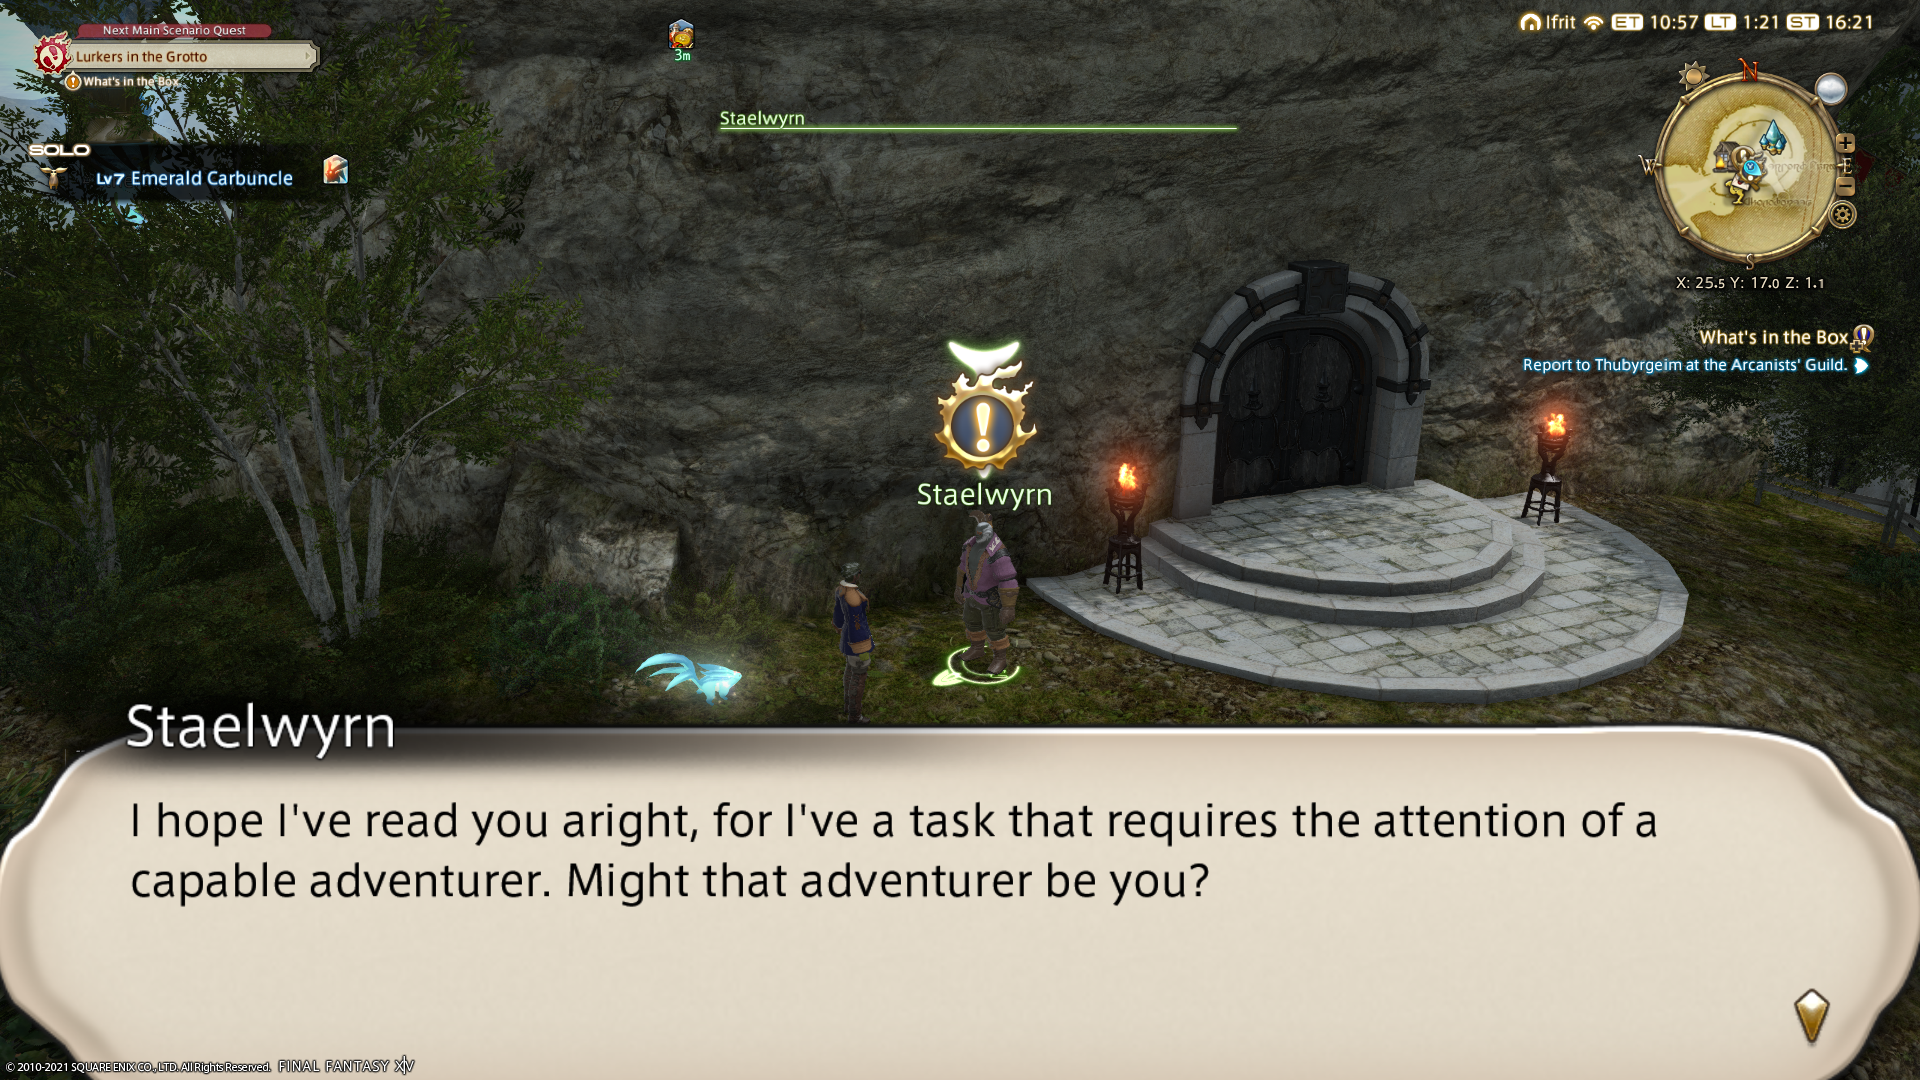 Next Main Scenario Quest
Lurkers in the Grotto
What's in the Box
SOLO
Lv7 Emerald Carbuncle
3m
Staelwyrn
Ifrit ET 10:57 LT 1:21 ST 16:21
N
W
E
S
X: 25.5 Y: 17.0 Z: 1.1
What's in the Box
Report to Thubyrgeim at the Arcanists' Guild.
Staelwyrn
Staelwyrn
I hope I've read you aright, for I've a task that requires the attention of a
capable adventurer. Might that adventurer be you?
© 2010-2021 SQUARE ENIX CO., LTD. All Rights Reserved. FINAL FANTASY XIV